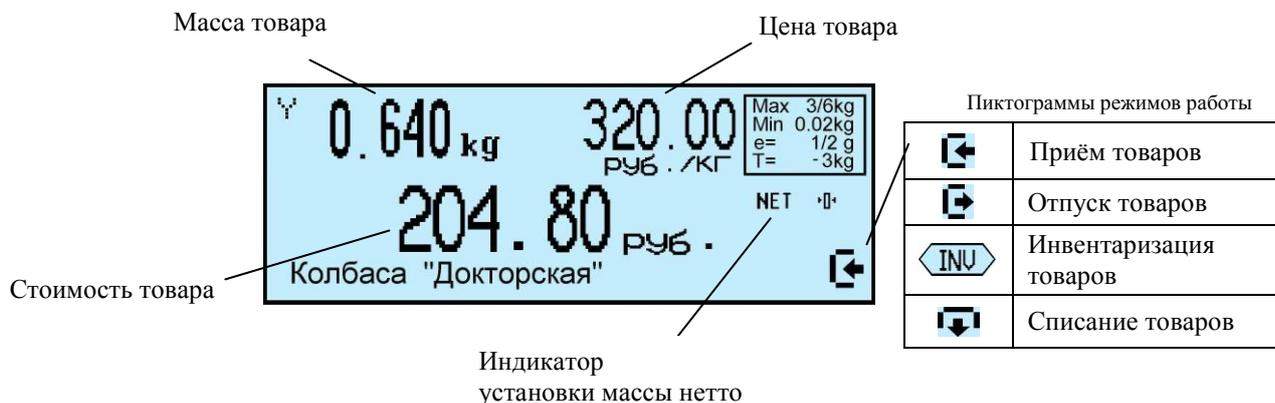 Масса товара
Цена товара
0.640 kg
320.00
руб./кг
Max 3/6kg
Min 0.02kg
e= 1/2 g
T= - 3kg
204.80 руб.
NET
Колбаса "Докторская"
Стоимость товара
Индикатор
установки массы нетто
Пиктограммы режимов работы
Приём товаров
Отпуск товаров
INV
Инвентаризация
товаров
Списание товаров